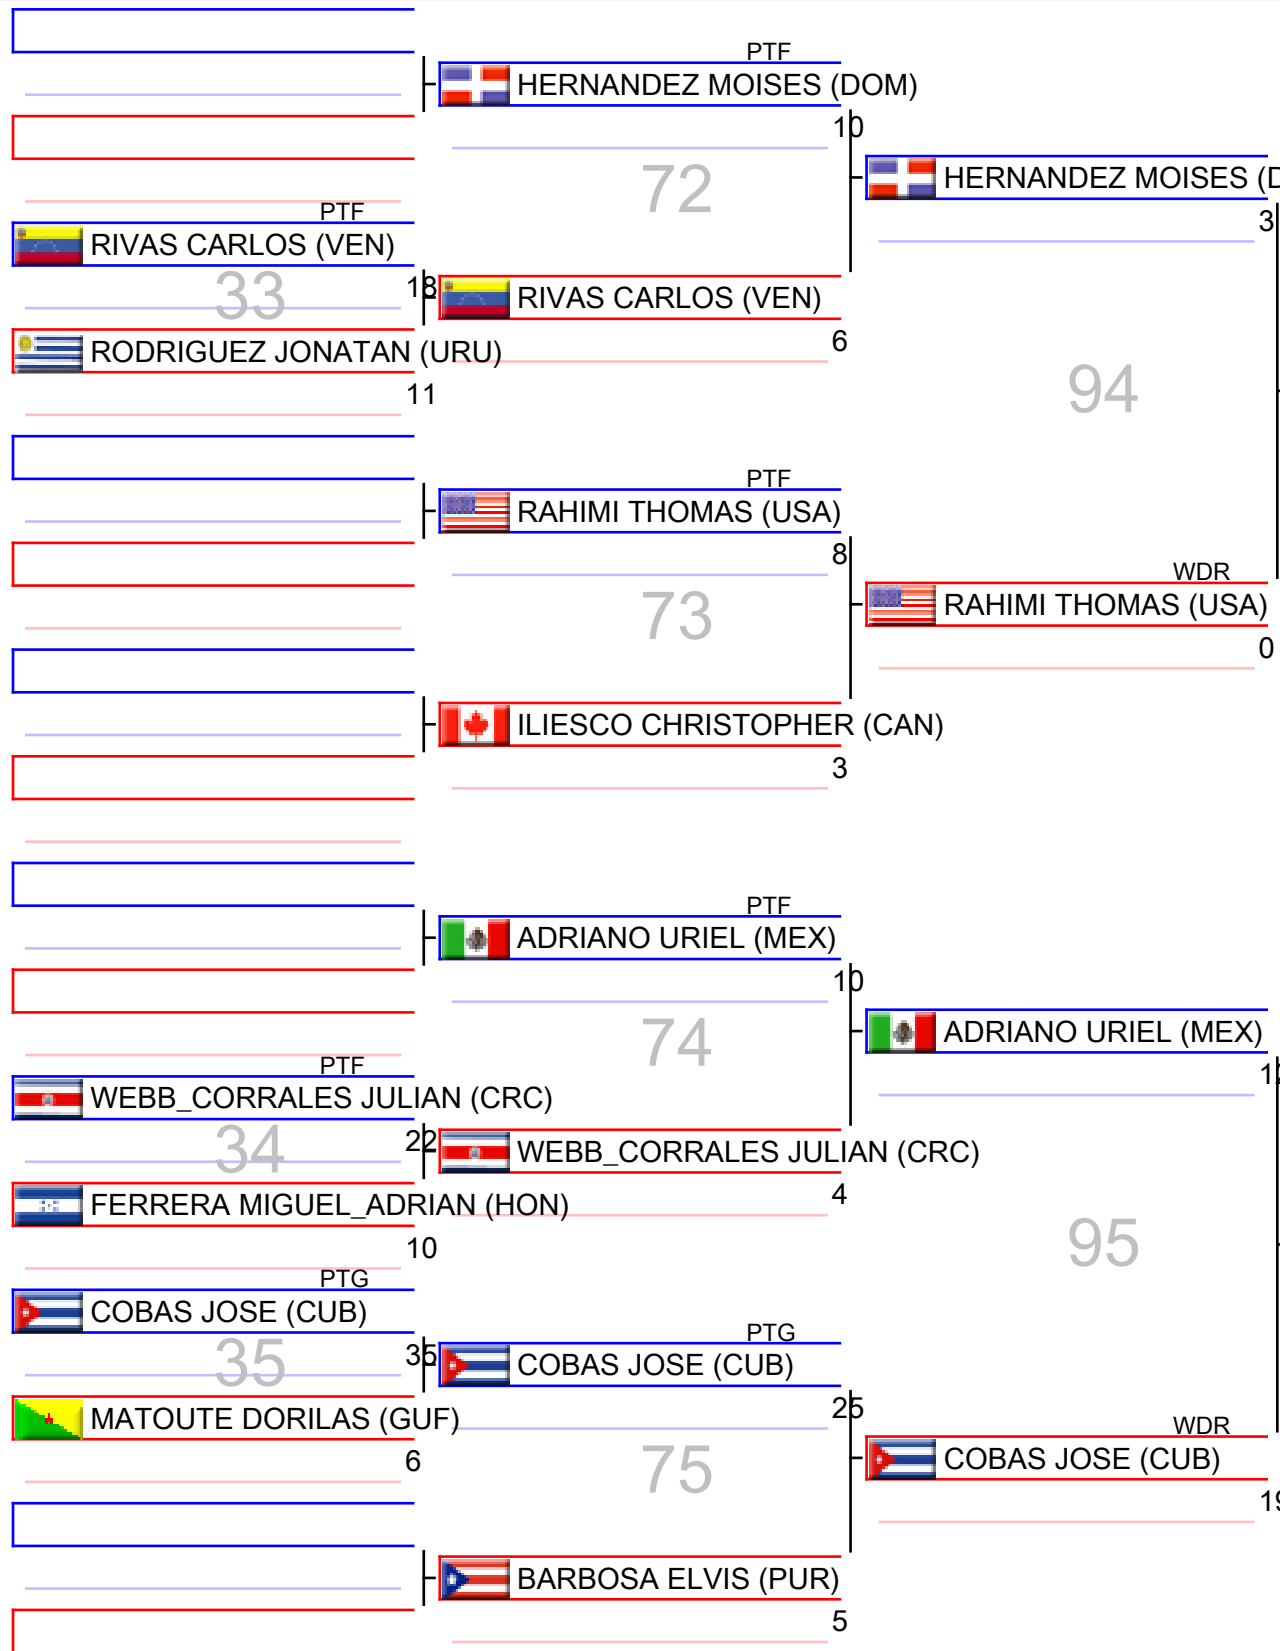 PTF
HERNANDEZ MOISES (DOM)
10
72
HERNANDEZ MOISES (D
3
PTF
RIVAS CARLOS (VEN)
18
33
RIVAS CARLOS (VEN)
6
RODRIGUEZ JONATAN (URU)
11
94
PTF
RAHIMI THOMAS (USA)
8
WDR
RAHIMI THOMAS (USA)
0
73
ILIESCO CHRISTOPHER (CAN)
3
PTF
ADRIANO URIEL (MEX)
10
74
ADRIANO URIEL (MEX)
12
PTF
WEBB_CORRALES JULIAN (CRC)
22
34
WEBB_CORRALES JULIAN (CRC)
4
FERRERA MIGUEL_ADRIAN (HON)
10
95
PTG
COBAS JOSE (CUB)
35
35
PTG
COBAS JOSE (CUB)
25
MATOUTE DORILAS (GUF)
6
WDR
COBAS JOSE (CUB)
19
75
BARBOSA ELVIS (PUR)
5